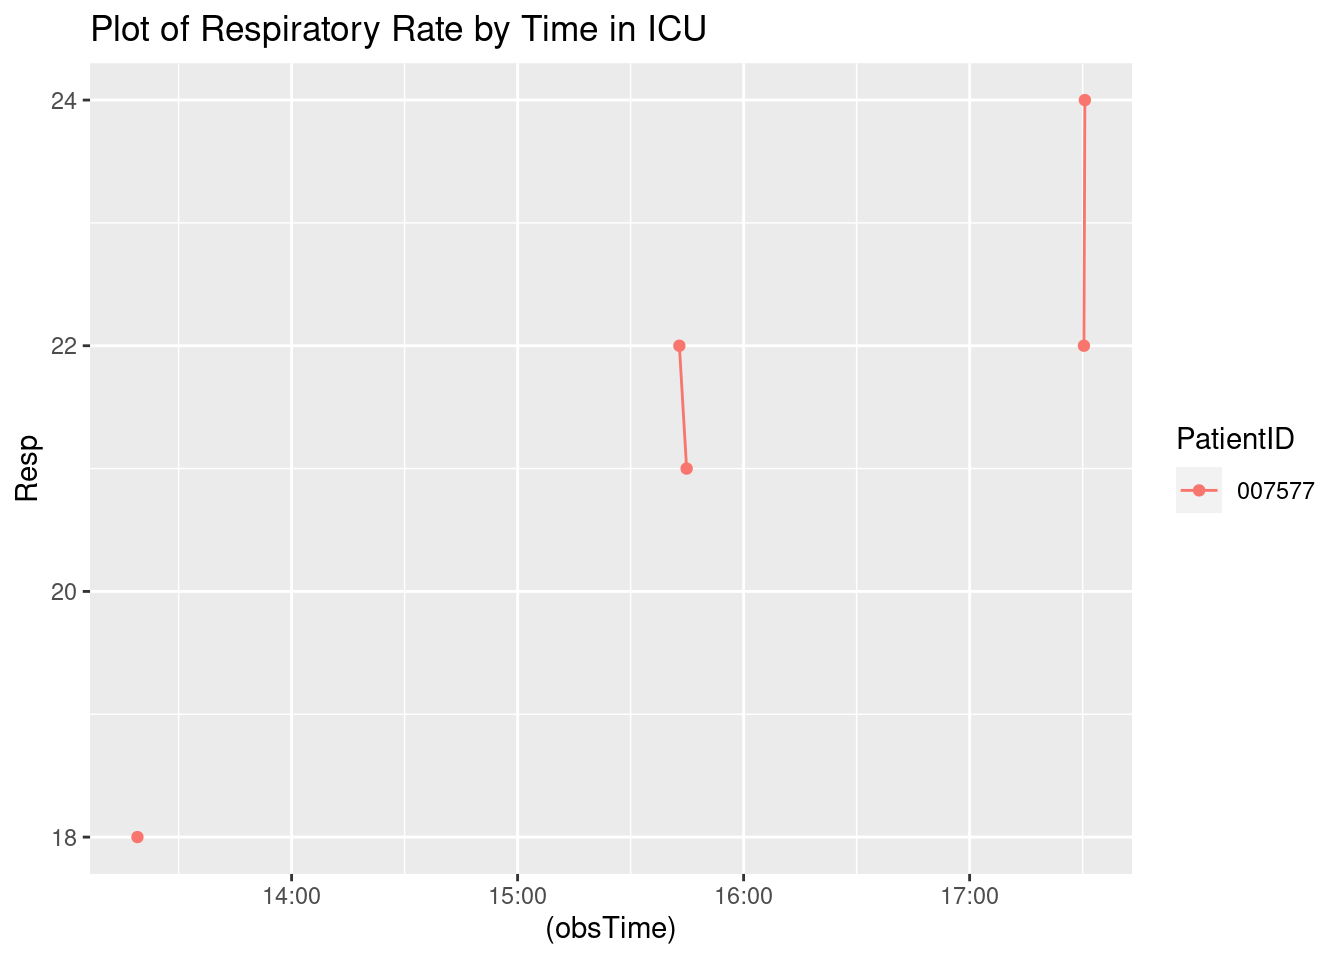 Plot of Respiratory Rate by Time in ICU
24
22
20
18
Resp
14:00 15:00 16:00 17:00
(obsTime)
PatientID
007577